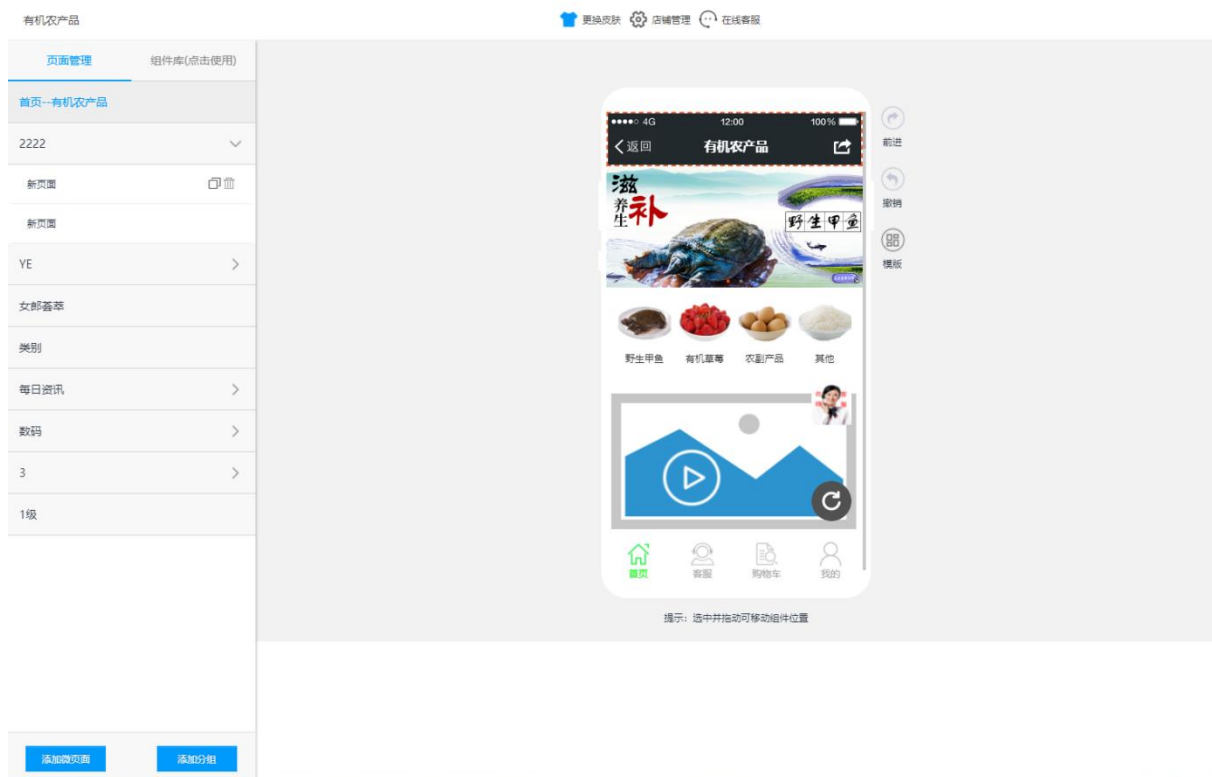 有机农产品
更换皮肤 店铺管理 在线客服
页面管理 组件库(点击使用)
首页--有机农产品
2222
新页面
新页面
YE
女郎荟萃
类别
每日资讯
数码
3
1级
添加微页面 添加分组
4G 12:00 100%
返回 有机农产品
滋
养生
补
野生甲鱼
野生甲鱼 有机草莓 农副产品 其他
首页 客服 购物车 我的
前进
撤销
模版
提示：选中并拖动可移动组件位置